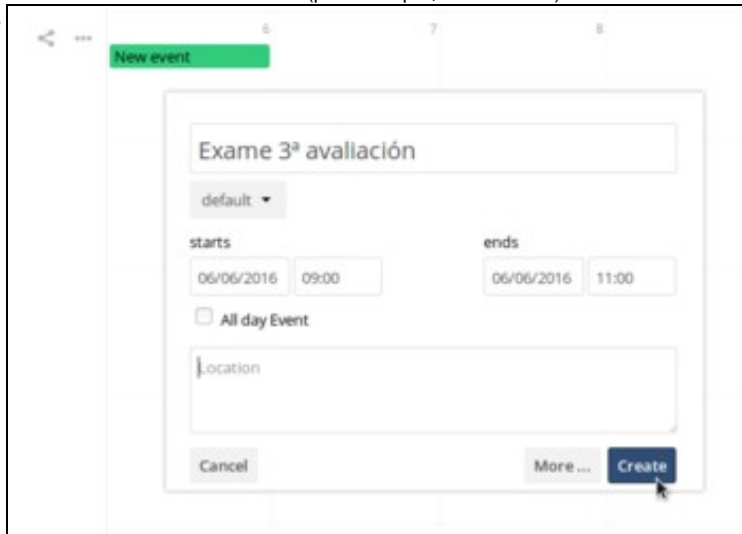 6 7 8
New event
Exame 3ª avaliación
default
starts ends
06/06/2016 09:00 06/06/2016 11:00
All day Event
Location
Cancel More ... Create